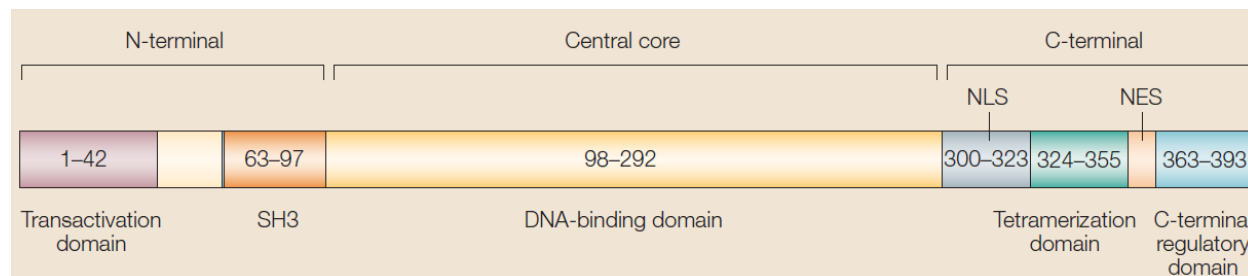 N-terminal Central core C-terminal
NLS NES
1–42 63–97 98–292 300–323 324–355 363–393
Transactivation SH3 DNA-binding domain Tetramerization C-terminal
domain domain regulatory
domain